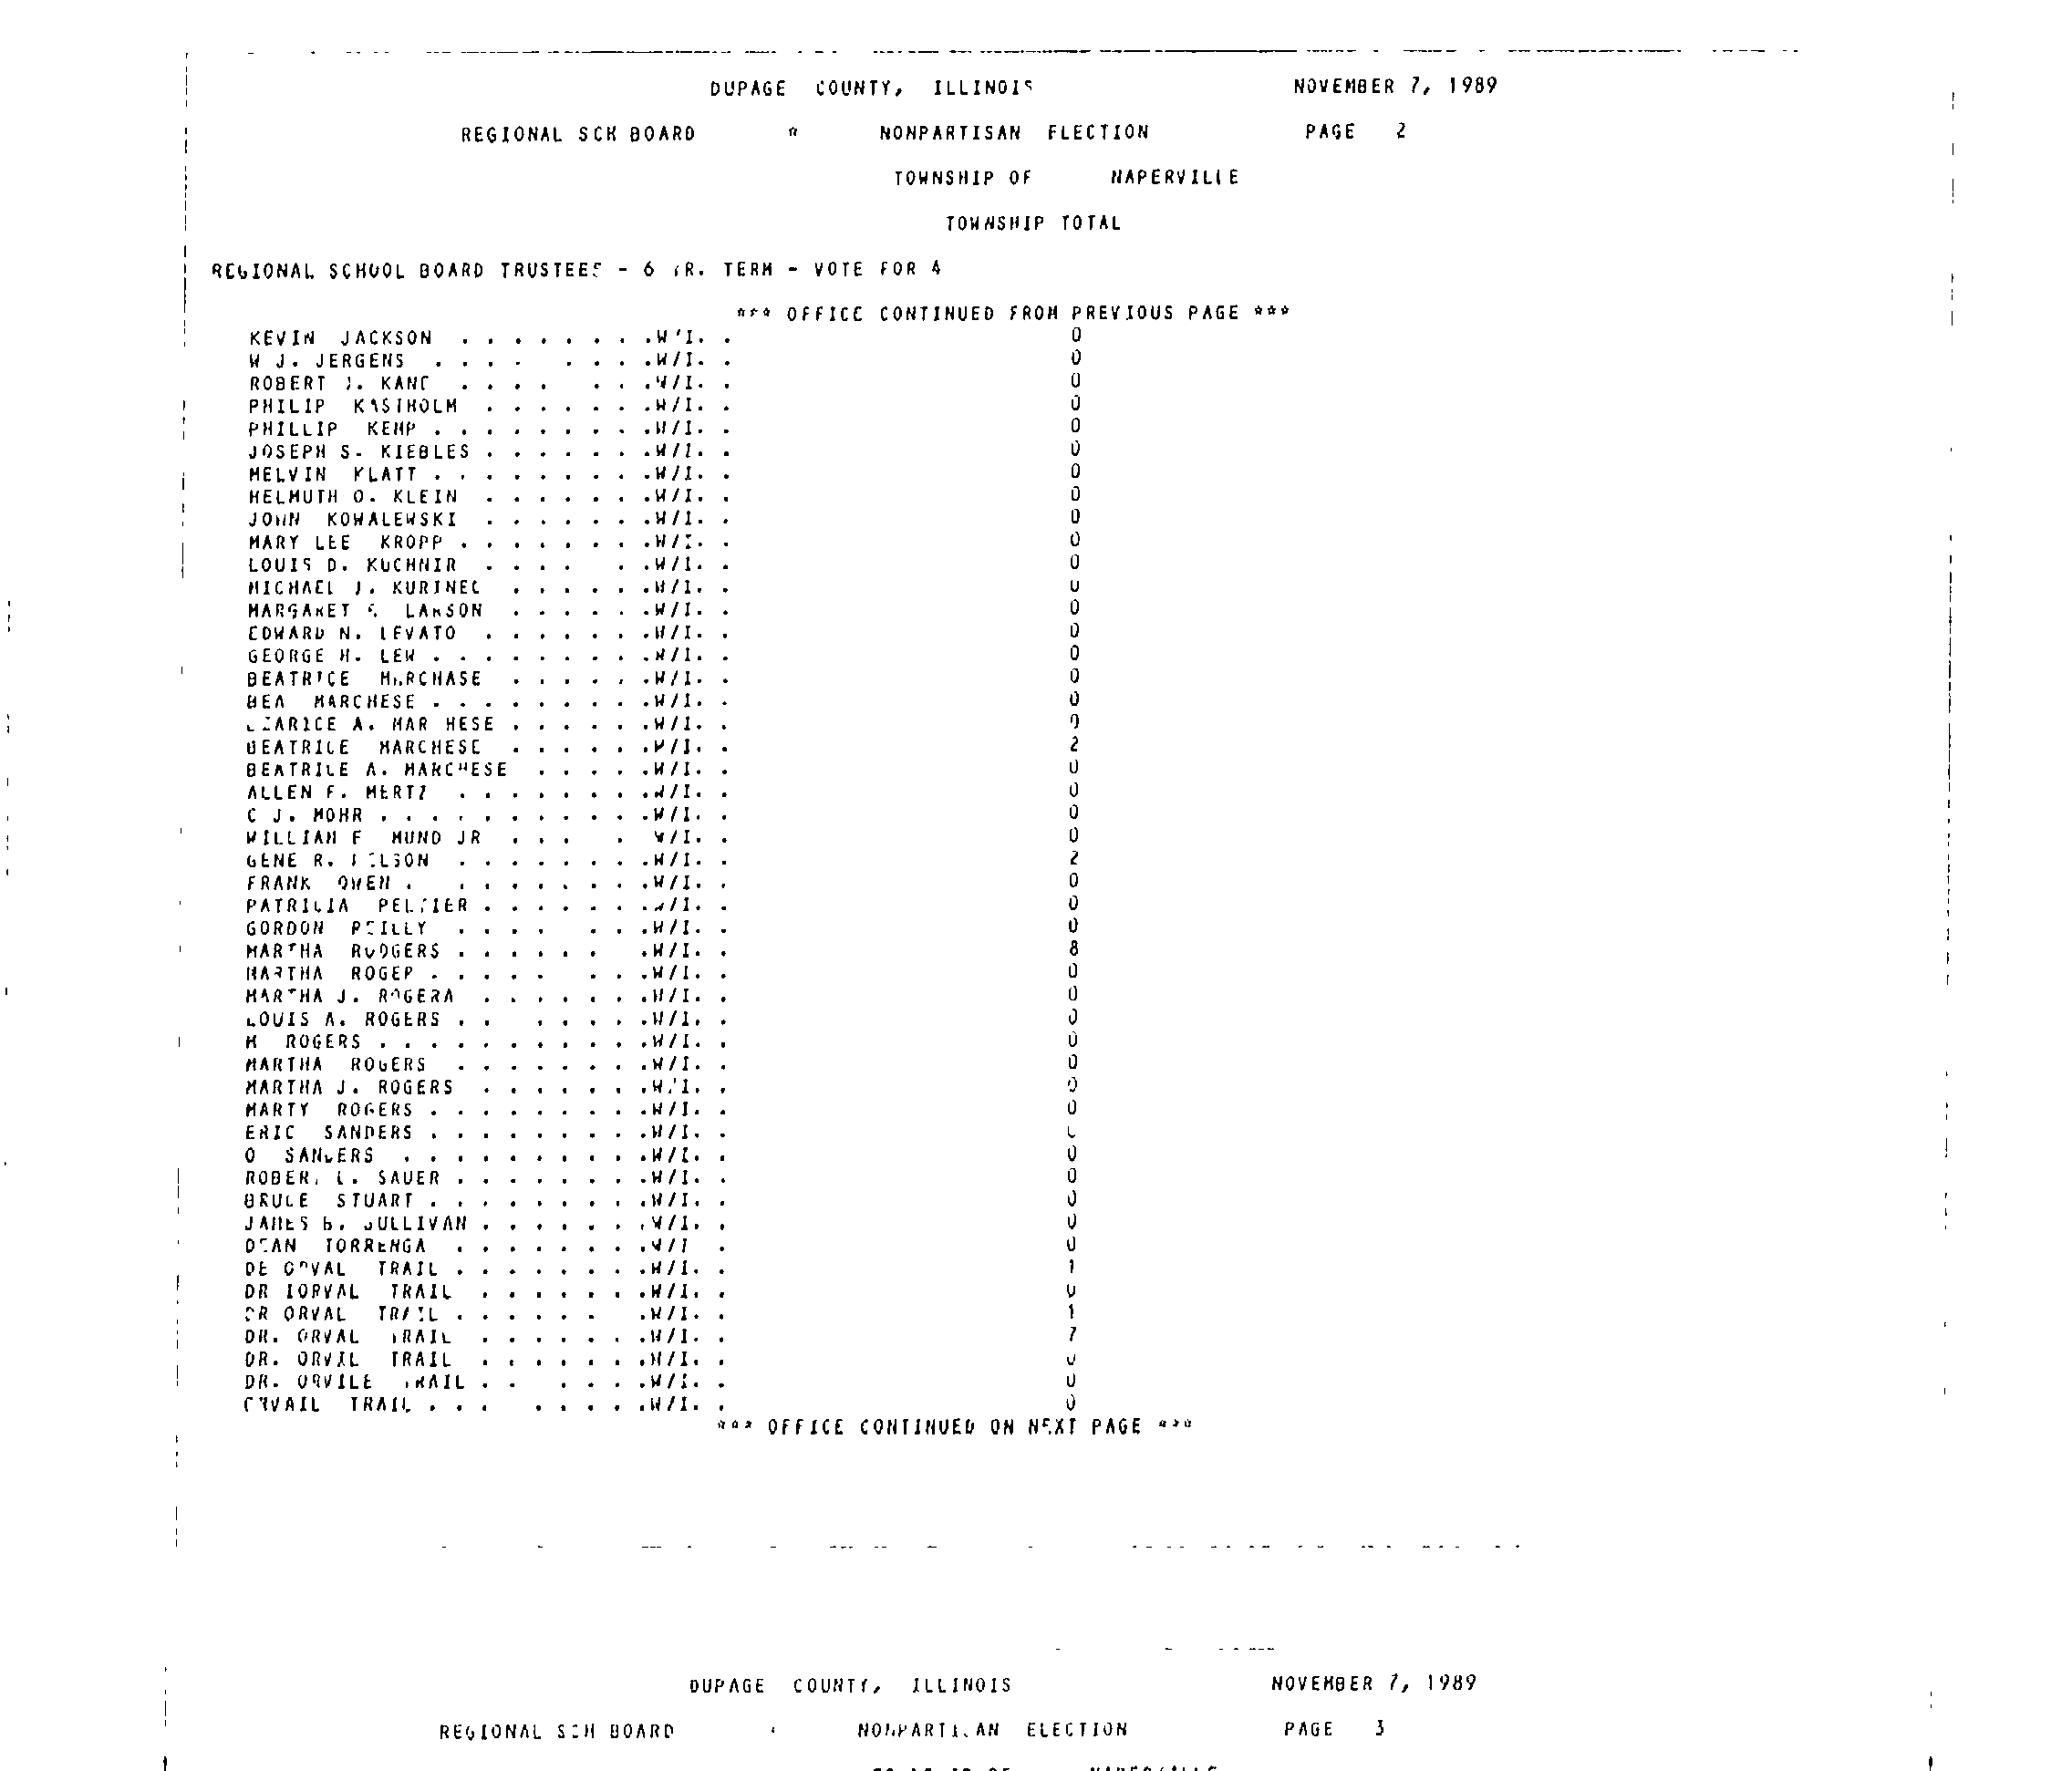 DUPAGE COUNTY, ILLINOIS NOVEMBER 7, 1989
REGIONAL SCH BOARD * NONPARTISAN ELECTION PAGE 2
TOWNSHIP OF NAPERVILLE
TOWNSHIP TOTAL
REGIONAL SCHOOL BOARD TRUSTEES - 6 YR. TERM - VOTE FOR 4
*** OFFICE CONTINUED FROM PREVIOUS PAGE ***
KEVIN JACKSON . . . . . . . .W/I. . 0
W J. JERGENS . . . . . . . .W/I. . 0
ROBERT J. KANE . . . . . . .W/I. . 0
PHILIP KASTHOLM . . . . . . .W/I. . 0
PHILLIP KEMP . . . . . . . . .W/I. . 0
JOSEPH S. KIEBLES . . . . . . .W/I. . 0
MELVIN KLATT . . . . . . . . .W/I. . 0
HELMUTH O. KLEIN . . . . . . .W/I. . 0
JOHN KOWALEWSKI . . . . . . .W/I. . 0
MARY LEE KROPP . . . . . . . .W/I. . 0
LOUIS D. KUCHNIR . . . . . .W/I. . 0
MICHAEL J. KURINEC . . . . . .W/I. . 0
MARGARET LARSON . . . . . .W/I. . 0
EDWARD N. LEVATO . . . . . . .W/I. . 0
GEORGE H. LEW . . . . . . . . .W/I. . 0
BEATRICE MARCHASE . . . . . .W/I. . 0
BEA MARCHESE . . . . . . . . .W/I. . 0
A. MARCHESE . . . . . .W/I. . 0
BEATRICE MARCHESE . . . . . .W/I. . 2
BEATRICE A. MARCHESE . . . . .W/I. . 0
ALLEN F. MERTZ . . . . . . . .W/I. . 0
C J. MOHR . . . . . . . . . . .W/I. . 0
WILLIAM F MUND JR . . . . W/I. . 0
GENE R. NELSON . . . . . . . .W/I. . 2
FRANK OWEN . . . . . . . . .W/I. . 0
PATRICIA PELTIER . . . . . . .W/I. . 0
GORDON REILLY . . . . . . .W/I. . 0
MARTHA RODGERS . . . . . . .W/I. . 8
MARTHA ROGER . . . . . . . .W/I. . 0
MARTHA J. ROGERA . . . . . . .W/I. . 0
LOUIS A. ROGERS . . . . . . .W/I. . 0
M ROGERS . . . . . . . . . . .W/I. . 0
MARTHA ROGERS . . . . . . .W/I. . 0
MARTHA J. ROGERS . . . . . . .W/I. . 0
MARTY ROGERS . . . . . . . . .W/I. . 0
ERIC SANDERS . . . . . . . . .W/I. . 0
O SANDERS . . . . . . . . . .W/I. . 0
ROBERT L. SAUER . . . . . . . .W/I. . 0
BRUCE STUART . . . . . . . . .W/I. . 0
JAMES B. SULLIVAN . . . . . . .W/I. . 0
DEAN TORRENGA . . . . . . . .W/I . 0
DE ORVAL TRAIL . . . . . . . .W/I. . 1
DR IORVAL TRAIL . . . . . . .W/I. . 0
DR ORVAL TRAIL . . . . . . .W/I. . 1
DR. ORVAL TRAIL . . . . . . .W/I. . 7
DR. ORVIL TRAIL . . . . . . .W/I. . 0
DR. ORVILE TRAIL . . . . . .W/I. . 0
ORVAIL TRAIL . . . . . . . .W/I. . 0
*** OFFICE CONTINUED ON NEXT PAGE ***
DUPAGE COUNTY, ILLINOIS NOVEMBER 7, 1989
REGIONAL SCH BOARD * NONPARTISAN ELECTION PAGE 3